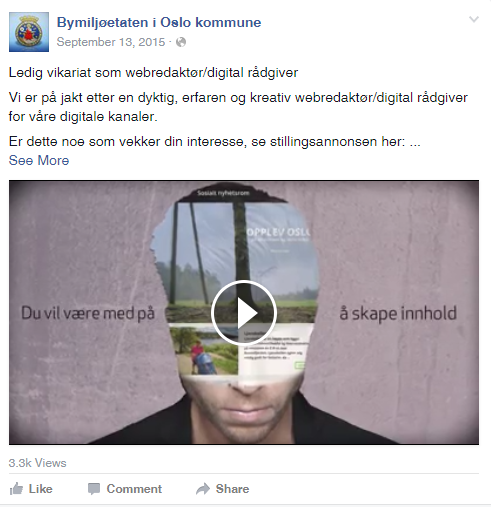 Bymiljøetaten i Oslo kommune
September 13, 2015 ·
Ledig vikariat som webredaktør/digital rådgiver
Vi er på jakt etter en dyktig, erfaren og kreativ webredaktør/digital rådgiver
for våre digitale kanaler.
Er dette noe som vekker din interesse, se stillingsannonsen her: ...
See More
Sosialt nyhetsrom
OPPLEV OSLO
Du vil være med på
å skape innhold
3.3k Views
Like
Comment
Share